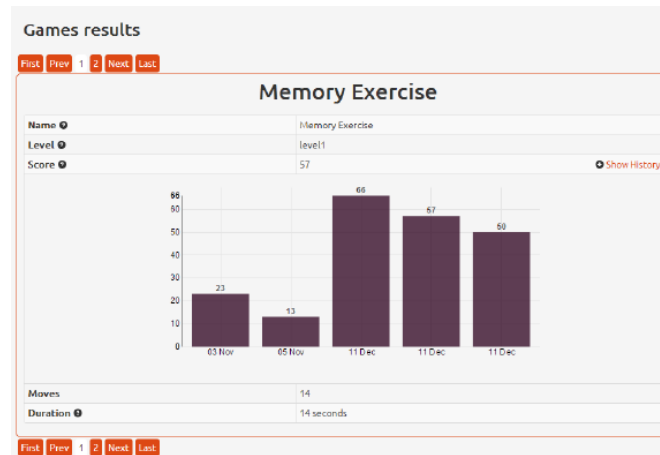 Games results
First Prev 1 2 Next Last
Memory Exercise
Name Memory Exercise
Level level1
Score 57 Show History
66
60
50
40
30
20
10
0
23
13
66
57
50
03 Nov 05 Nov 11 Dec 11 Dec 11 Dec
Moves 14
Duration 14 seconds
First Prev 1 2 Next Last